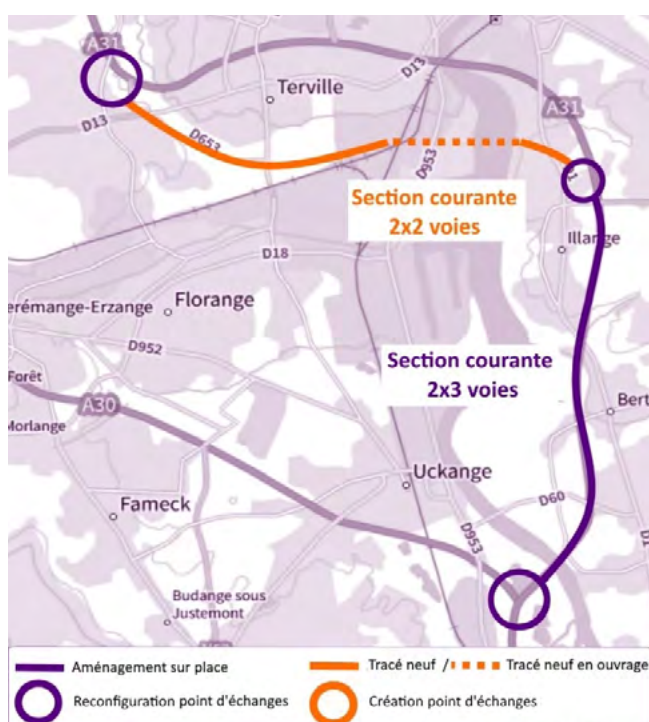 A31
D13
Terville
D13
D653
D953
A31
1
Section courante
2x2 voies
Illange
D18
erémange-Erzange
Florange
D952
Section courante
2x3 voies
Forêt
A30
Morlange
Bert
Uckange
D60
Fameck
D953
D1
Budange sous
Justemont
Aménagement sur place
Tracé neuf / Tracé neuf en ouvrage
Reconfiguration point d'échanges
Création point d'échanges